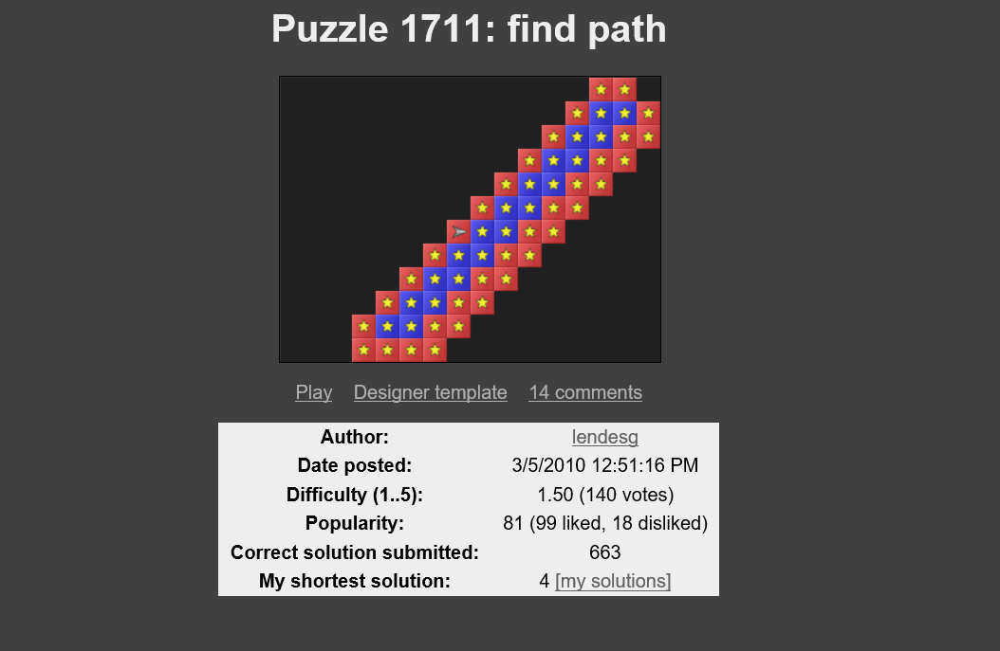 Puzzle 1711: find path
Play Designer template 14 comments
Author: lendesg
Date posted: 3/5/2010 12:51:16 PM
Difficulty (1..5): 1.50 (140 votes)
Popularity: 81 (99 liked, 18 disliked)
Correct solution submitted: 663
My shortest solution: 4 [my solutions]